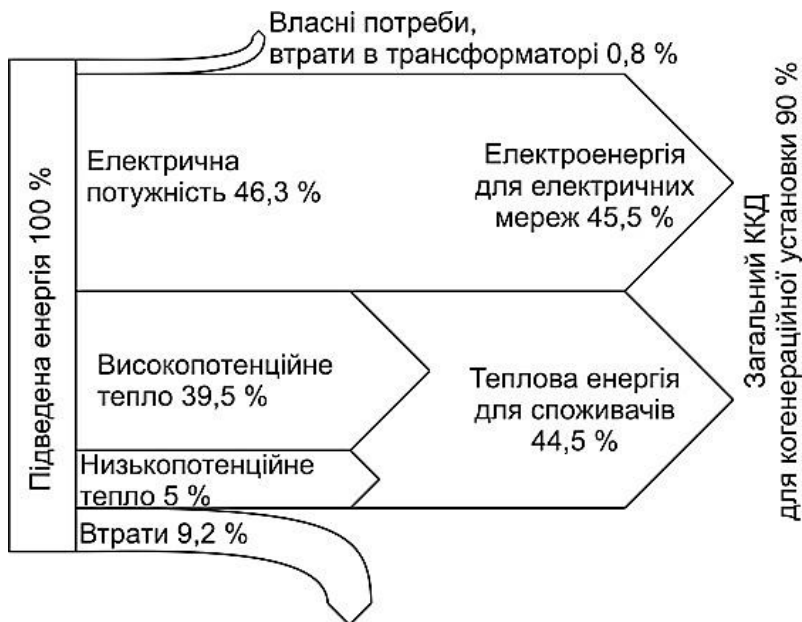 Власні потреби,
втрати в трансформаторі 0,8 %
Підведена енергія 100 %
Електрична
потужність 46,3 %
Електроенергія
для електричних
мереж 45,5 %
Високопотенційне
тепло 39,5 %
Теплова енергія
для споживачів
44,5 %
Низькопотенційне
тепло 5 %
Втрати 9,2 %
Загальний ККД
для когенераційної установки 90 %